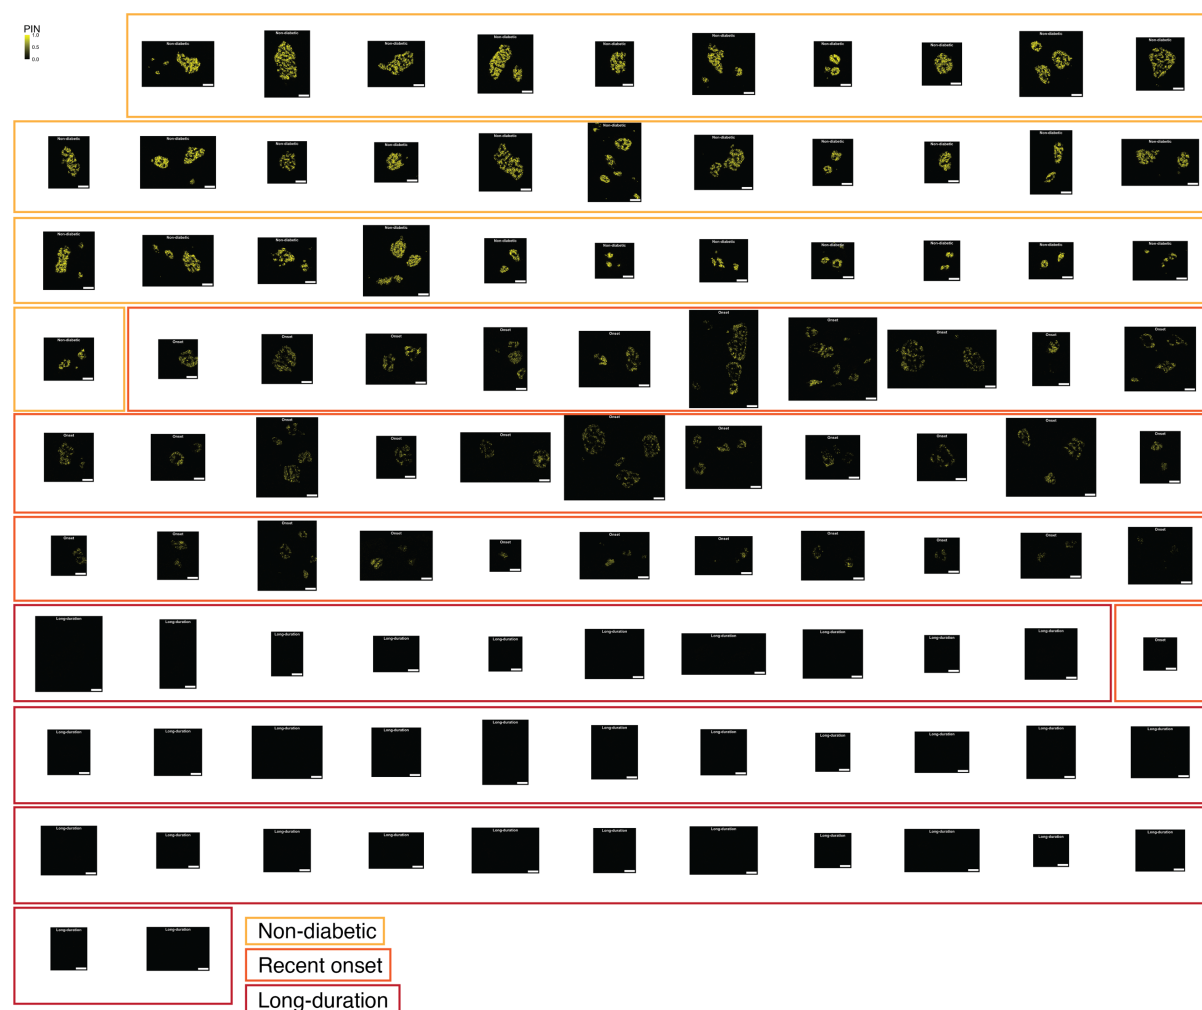 PIN
1.0
0.5
0.0
Non-diabetic Non-diabetic Non-diabetic Non-diabetic Non-diabetic Non-diabetic Non-diabetic Non-diabetic Non-diabetic Non-diabetic
Non-diabetic Non-diabetic Non-diabetic Non-diabetic Non-diabetic Non-diabetic Non-diabetic Non-diabetic Non-diabetic Non-diabetic Non-diabetic
Non-diabetic Non-diabetic Non-diabetic Non-diabetic Non-diabetic Non-diabetic Non-diabetic Non-diabetic Non-diabetic Non-diabetic Non-diabetic
Non-diabetic Onset Onset Onset Onset Onset Onset Onset Onset Onset Onset
Onset Onset Onset Onset Onset Onset Onset Onset Onset Onset Onset
Onset Onset Onset Onset Onset Onset Onset Onset Onset Onset Onset
Long-duration Long-duration Long-duration Long-duration Long-duration Long-duration Long-duration Long-duration Long-duration Long-duration Onset
Long-duration Long-duration Long-duration Long-duration Long-duration Long-duration Long-duration Long-duration Long-duration Long-duration Long-duration
Long-duration Long-duration Long-duration Long-duration Long-duration Long-duration Long-duration Long-duration Long-duration Long-duration Long-duration
Long-duration Long-duration
Non-diabetic
Recent onset
Long-duration